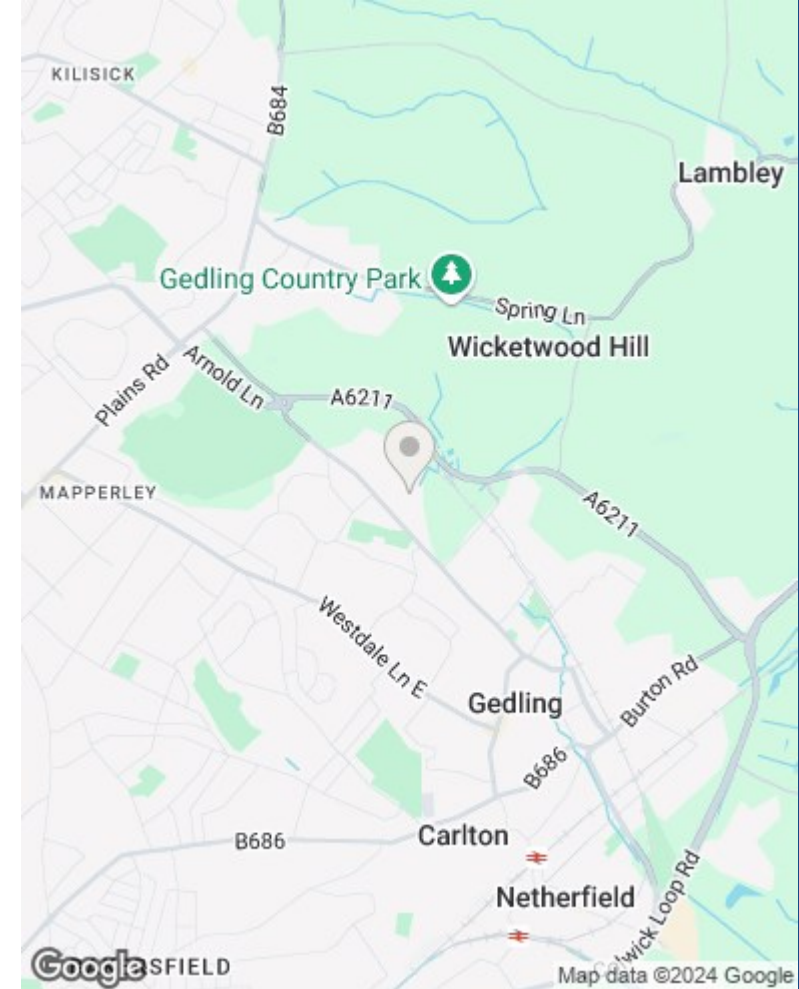 KILISICK
B684
Lambley
Gedling Country Park
Spring Ln
Wicketwood Hill
Plains Rd
Arnold Ln
A6211
MAPPERLEY
A6211
Westdale Ln E
Gedling
Burton Rd
B686
B686
Carlton
Netherfield
Google
SFIELD
Map data ©2024 Google